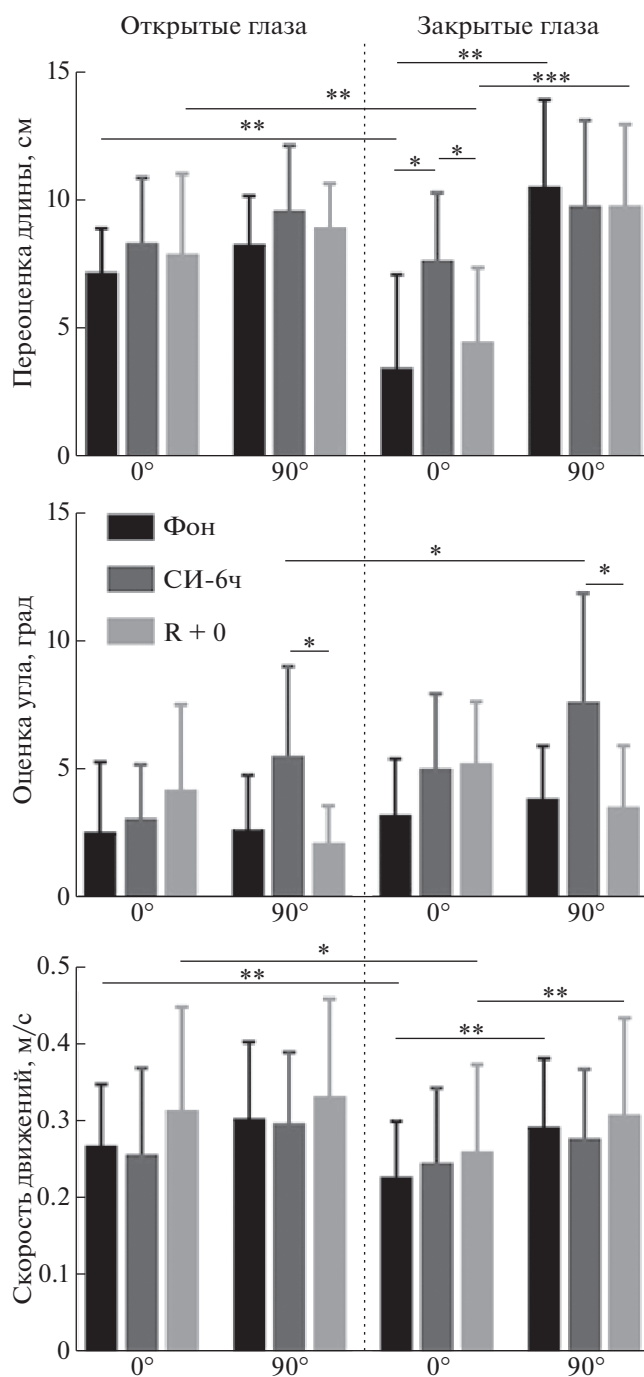 Открытые глаза Закрытые глаза
** ***
** **
* *
15
10
5
0
Переоценка длины, см
0° 90° 0° 90°
Фон
СИ-6ч
R + 0
* *
*
15
10
5
0
Оценка угла, град
0° 90° 0° 90°
*
** **
**
0.5
0.4
0.3
0.2
0.1
0
Скорость движений, м/с
0° 90° 0° 90°